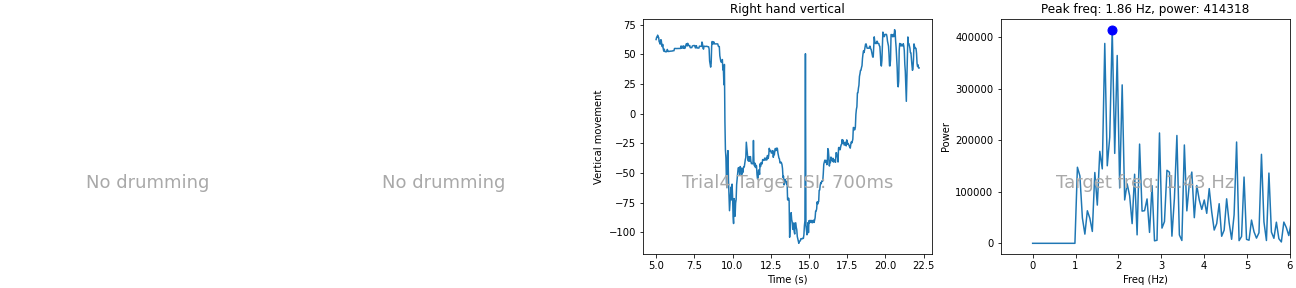 No drumming
No drumming
Right hand vertical
Vertical movement
75
50
25
0
−25
−50
−75
−100
5.0 7.5 10.0 12.5 15.0 17.5 20.0 22.5
Time (s)
Trial4 Target ISI: 700ms
Peak freq: 1.86 Hz, power: 414318
Power
400000
300000
200000
100000
0
0 1 2 3 4 5 6
Freq (Hz)
Target Freq: 1.43 Hz